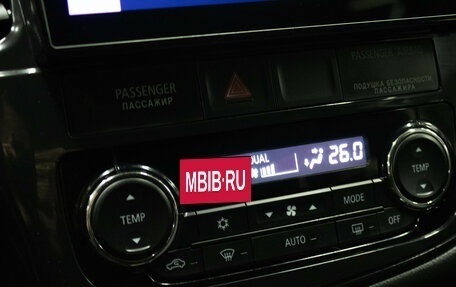 PASSENGER AIRBAG
PASSENGER
ПАССАЖИР
ПОДУШКА БЕЗОПАСНОСТИ
ПАССАЖИРА
DUAL
26.0
MBIB·RU
TEMP
TEMP
MODE
AUTO
OFF